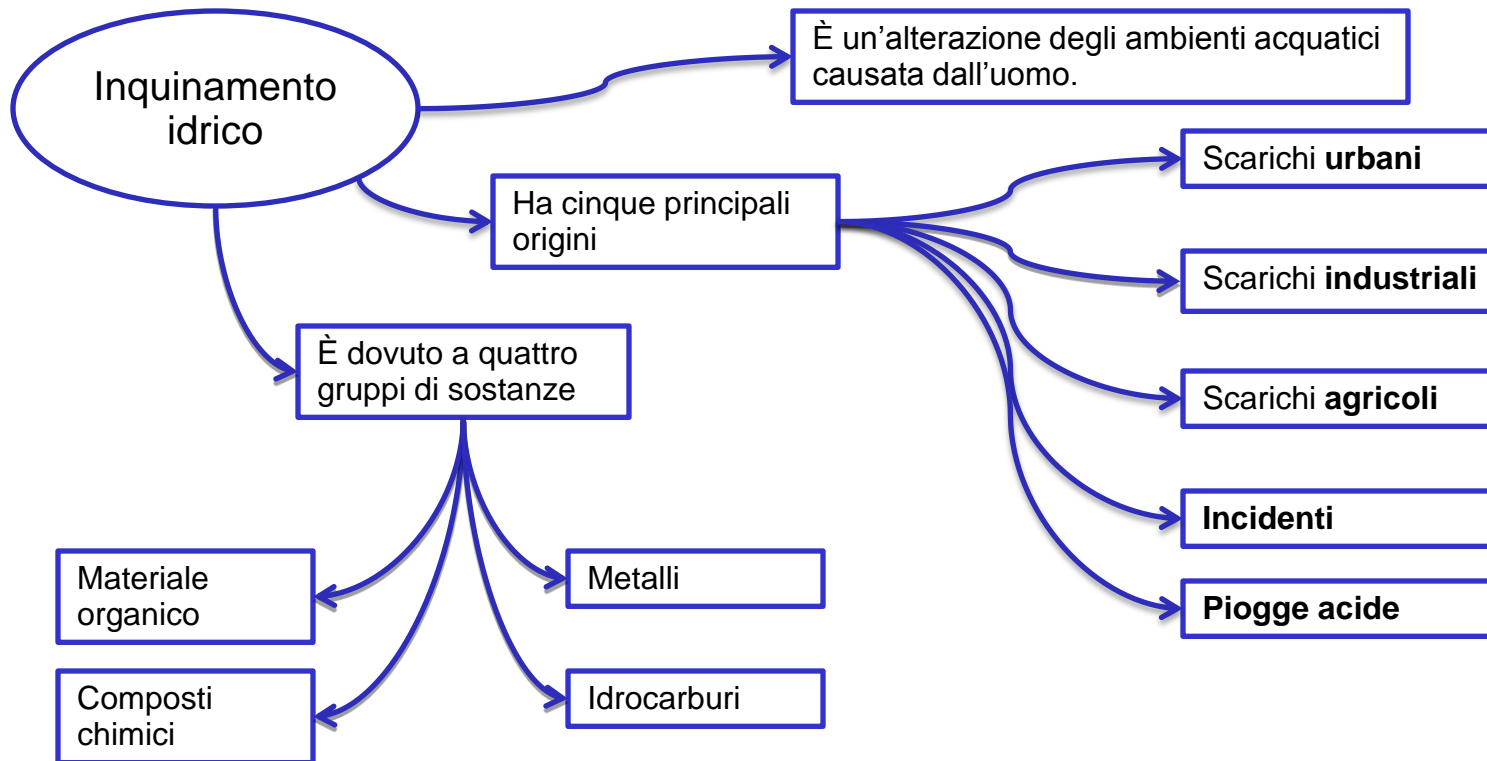 Inquinamento
idrico
È un’alterazione degli ambienti acquatici
causata dall’uomo.
Ha cinque principali
origini
Scarichi urbani
Scarichi industriali
Scarichi agricoli
Incidenti
Piogge acide
È dovuto a quattro
gruppi di sostanze
Materiale
organico
Metalli
Composti
chimici
Idrocarburi